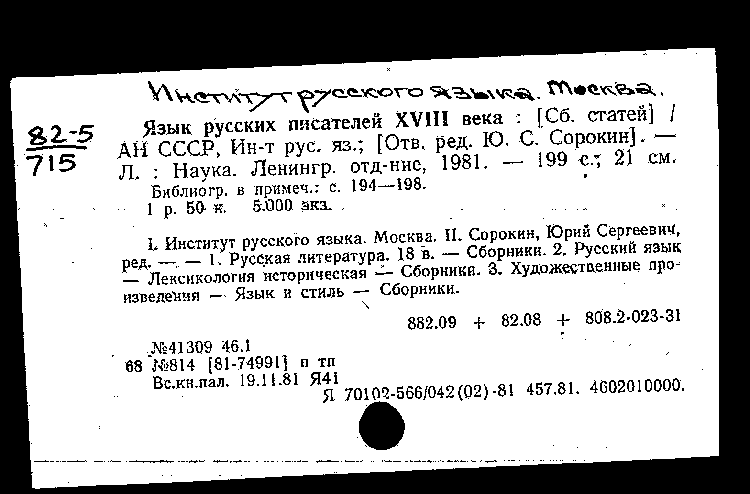 Институт русского языка. Москва.
82-5
715
Язык русских писателей XVIII века : [Сб. статей] /
АН СССР, Ин-т рус. яз.; [Отв. ред. Ю. С. Сорокин]. —
Л. : Наука. Ленингр. отд-ние, 1981. — 199 с.; 21 см.
Библиогр. в примеч.: с. 194—198.
1 р. 50 к. 5.000 экз.
I. Институт русского языка. Москва. II. Сорокин, Юрий Сергеевич,
ред. — — 1. Русская литература. 18 в. — Сборники. 2. Русский язык
— Лексикология историческая — Сборники. 3. Художественные про-
изведения — Язык и стиль — Сборники.
882.09 + 82.08 + 808.2-023-31
№41309 46.1
68 №814 [81-74991] п тп
Вс.кн.пал. 19.11.81 Я41
Я 70102-566/042(02)-81 457.81. 4602010000.